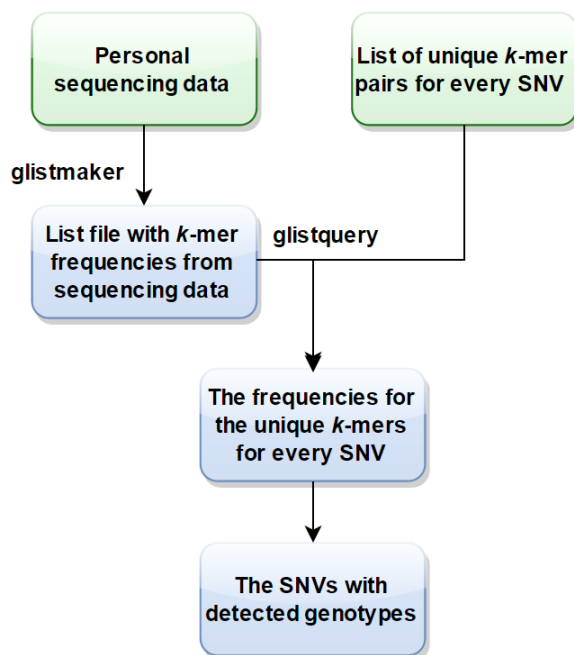 Personal
sequencing data
List of unique k-mer
pairs for every SNV
glistmaker
List file with k-mer
frequencies from
sequencing data
glistquery
The frequencies for
the unique k-mers
for every SNV
The SNVs with
detected genotypes